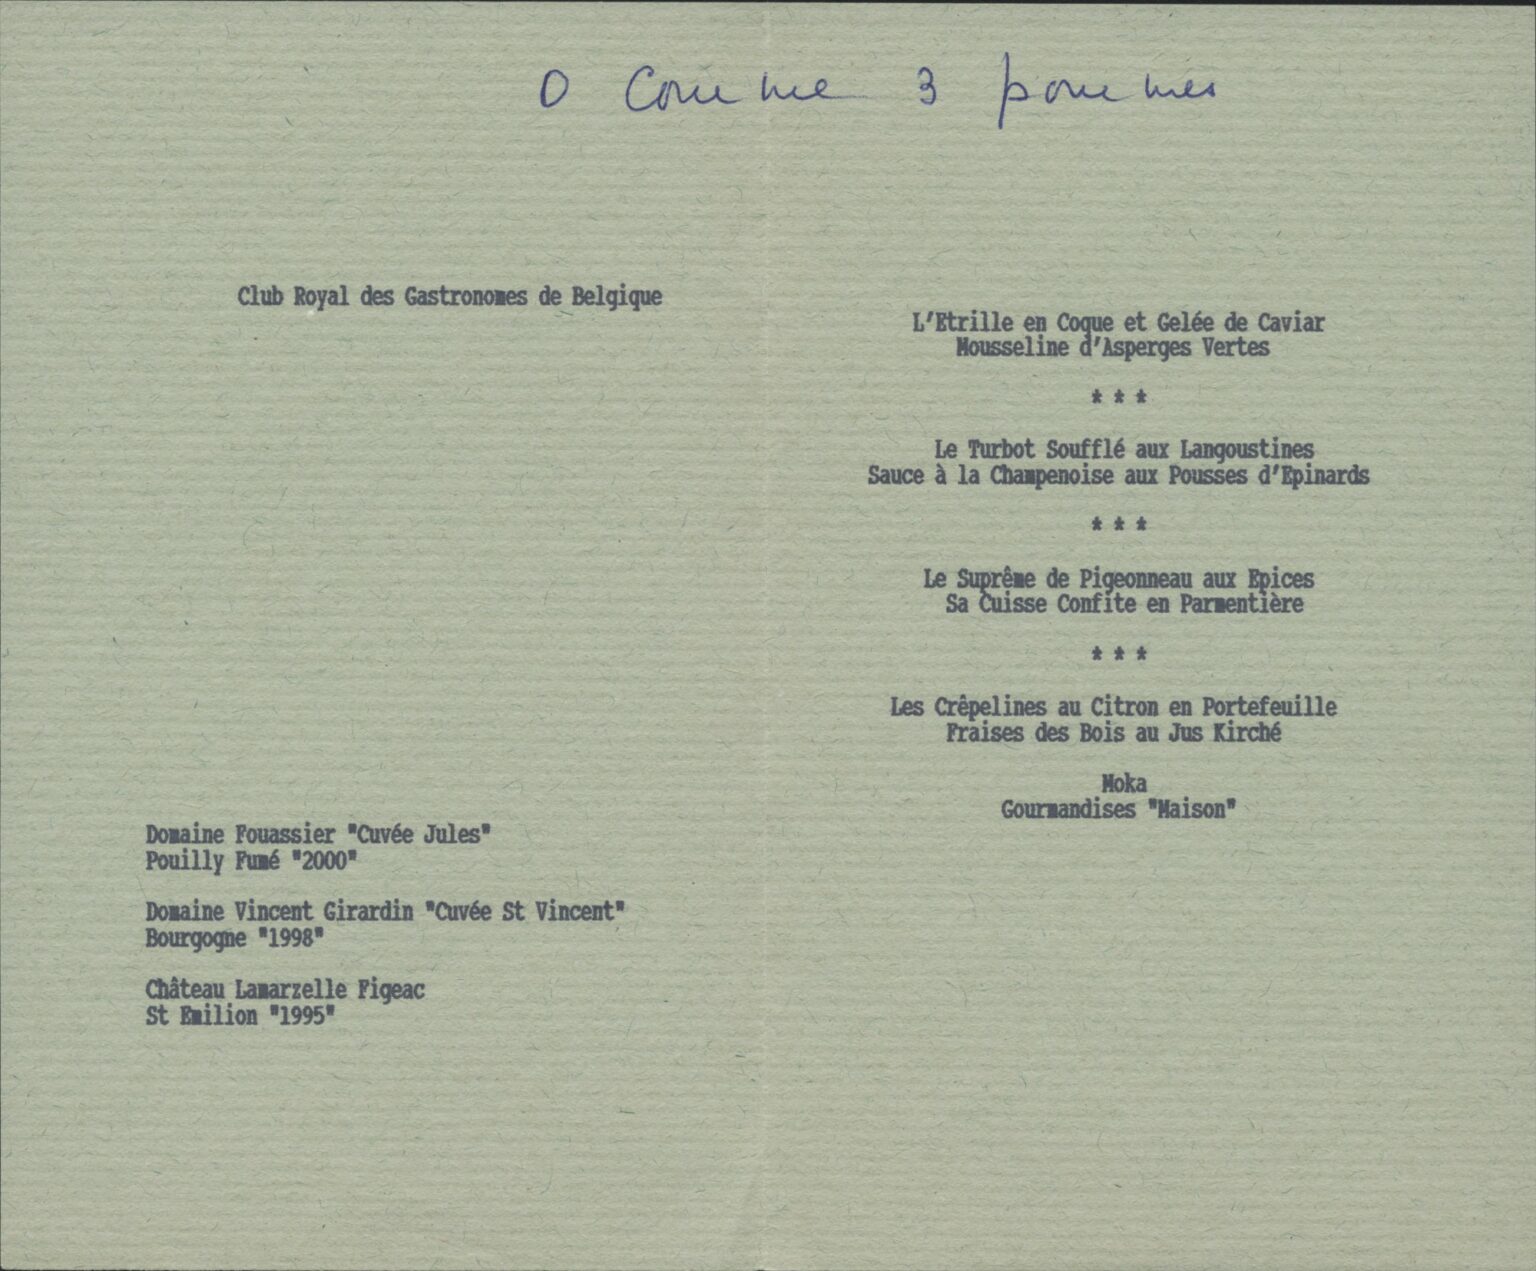 O comme 3 pommes
Club Royal des Gastronomes de Belgique
Domaine Fouassier "Cuvée Jules"
Pouilly Fumé "2000"
Domaine Vincent Girardin "Cuvée St Vincent"
Bourgogne "1998"
Château Lamarzelle Figeac
St Emilion "1995"
L'Etrille en Coque et Gelée de Caviar
Mousseline d'Asperges Vertes
* * *
Le Turbot Soufflé aux Langoustines
Sauce à la Champenoise aux Pousses d'Epinards
* * *
Le Suprême de Pigeonneau aux Epices
Sa Cuisse Confite en Parmentière
* * *
Les Crêpelines au Citron en Portefeuille
Fraises des Bois au Jus Kirché
Moka
Gourmandises "Maison"